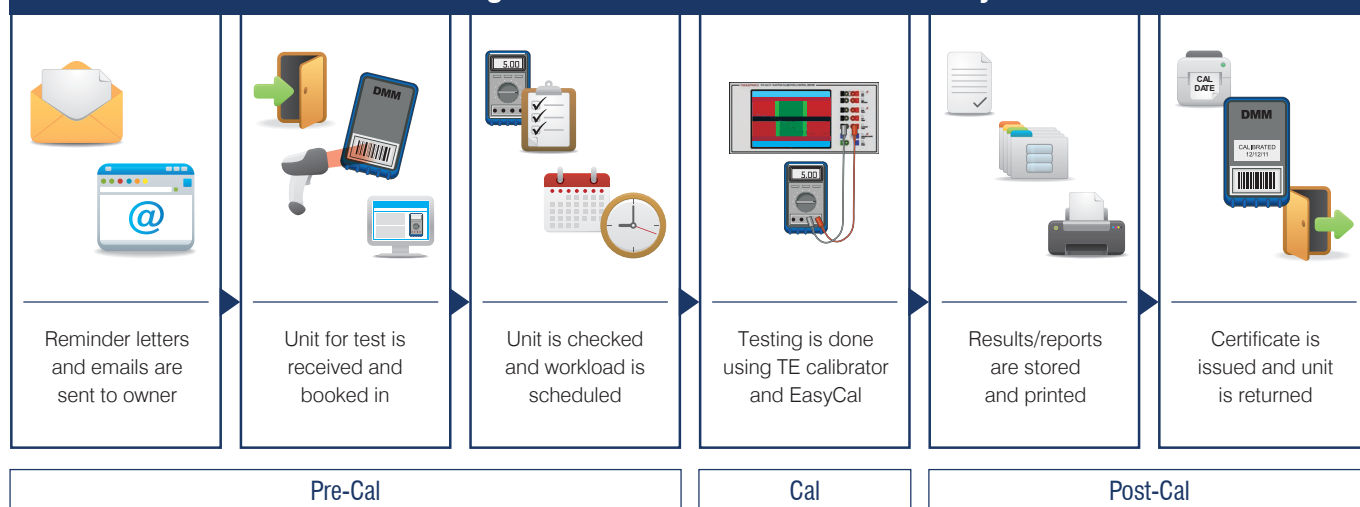 DMM
5.00
5.00
CAL
DATE
DMM
CALIBRATED
12/12/11
@
Reminder letters
and emails are
sent to owner
Unit for test is
received and
booked in
Unit is checked
and workload is
scheduled
Testing is done
using TE calibrator
and EasyCal
Results/reports
are stored
and printed
Certificate is
issued and unit
is returned
Pre-Cal
Cal
Post-Cal